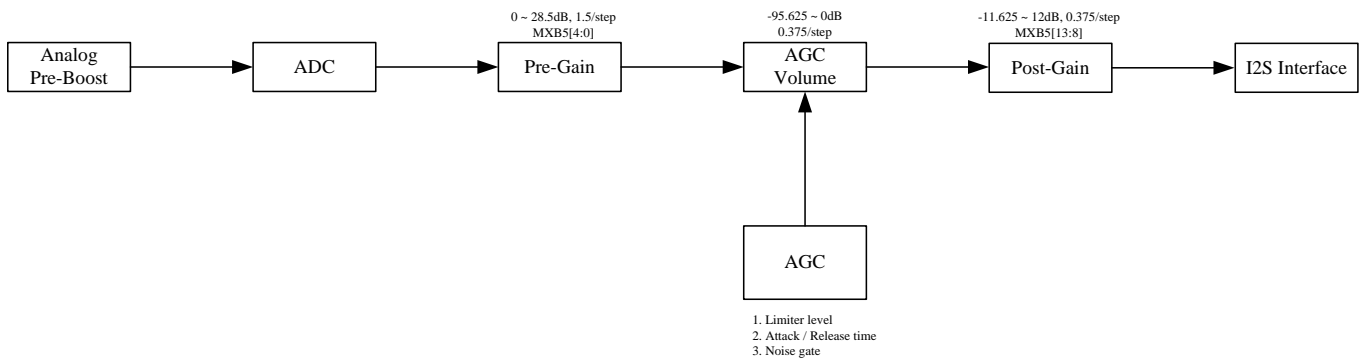 0 ~ 28.5dB, 1.5/step
MXB5[4:0]
-95.625 ~ 0dB
0.375/step
-11.625 ~ 12dB, 0.375/step
MXB5[13:8]
Analog
Pre-Boost
ADC
Pre-Gain
AGC
Volume
Post-Gain
I2S Interface
AGC
1. Limiter level
2. Attack / Release time
3. Noise gate